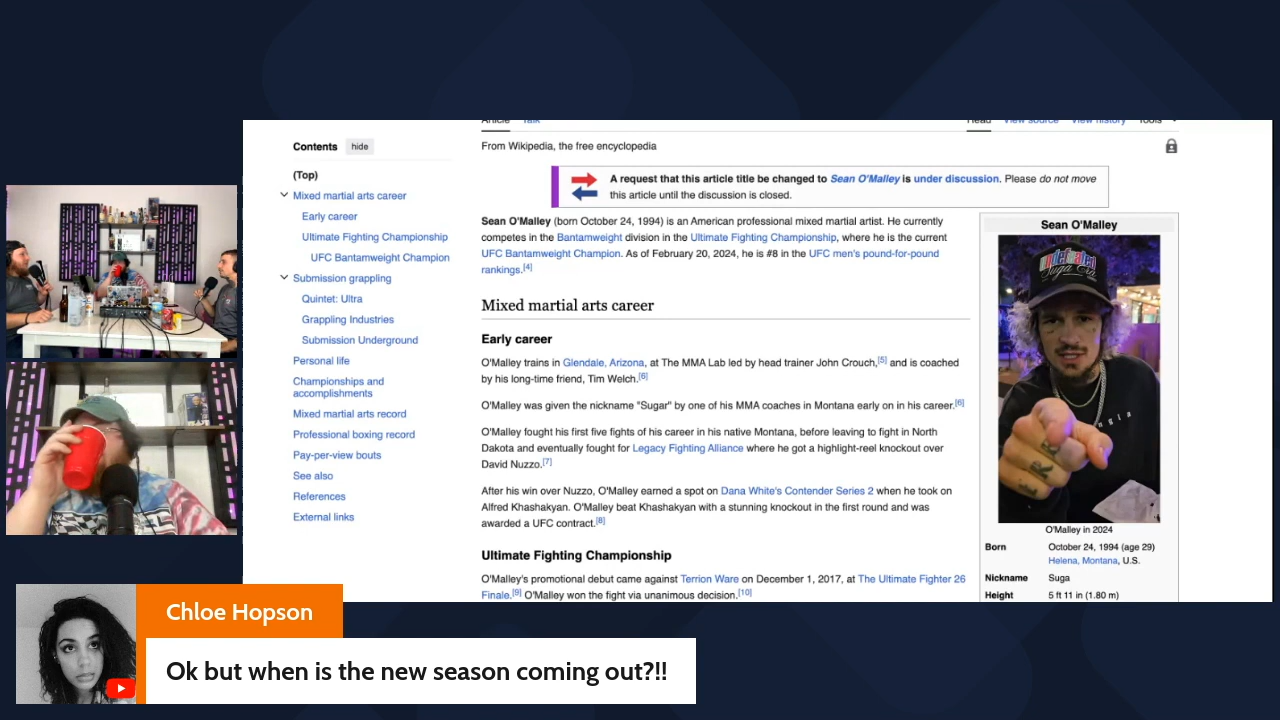 Article Talk Read View source View history Tools
Contents hide
From Wikipedia, the free encyclopedia
(Top)
Mixed martial arts career
Early career
Ultimate Fighting Championship
UFC Bantamweight Champion
Submission grappling
Quintet: Ultra
Grappling Industries
Submission Underground
Personal life
Championships and
accomplishments
Mixed martial arts record
Professional boxing record
Pay-per-view bouts
See also
References
External links
A request that this article title be changed to Sean O'Malley is under discussion. Please do not move
this article until the discussion is closed.
Sean O'Malley (born October 24, 1994) is an American professional mixed martial artist. He currently
competes in the Bantamweight division in the Ultimate Fighting Championship, where he is the current
UFC Bantamweight Champion. As of February 20, 2024, he is #8 in the UFC men's pound-for-pound
rankings.[4]
Mixed martial arts career
Early career
O'Malley trains in Glendale, Arizona, at The MMA Lab led by head trainer John Crouch,[5] and is coached
by his long-time friend, Tim Welch.[6]
O'Malley was given the nickname "Sugar" by one of his MMA coaches in Montana early on in his career.[6]
O'Malley fought his first five fights of his career in his native Montana, before leaving to fight in North
Dakota and eventually fought for Legacy Fighting Alliance where he got a highlight-reel knockout over
David Nuzzo.[7]
After his win over Nuzzo, O'Malley earned a spot on Dana White's Contender Series 2 when he took on
Alfred Khashakyan. O'Malley beat Khashakyan with a stunning knockout in the first round and was
awarded a UFC contract.[8]
Ultimate Fighting Championship
O'Malley's promotional debut came against Terrion Ware on December 1, 2017, at The Ultimate Fighter 26
Finale.[9] O'Malley won the fight via unanimous decision.[10]
Sean O'Malley
Suga Era
O'Malley in 2024
Born October 24, 1994 (age 29)
Helena, Montana, U.S.
Nickname Suga
Height 5 ft 11 in (1.80 m)
Chloe Hopson
Ok but when is the new season coming out?!!